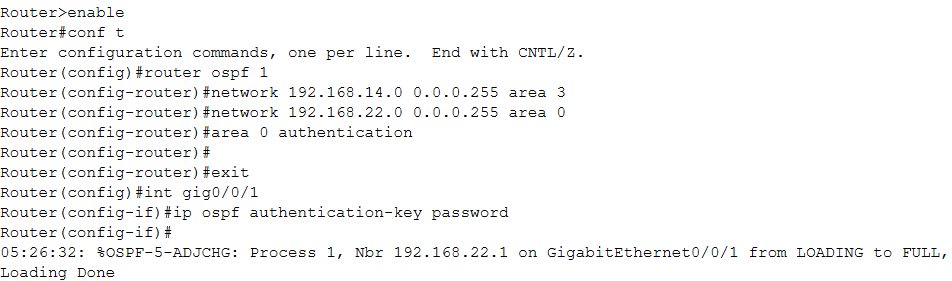 Router>enable
Router#conf t
Enter configuration commands, one per line.  End with CNTL/Z.
Router(config)#router ospf 1
Router(config-router)#network 192.168.14.0 0.0.0.255 area 3
Router(config-router)#network 192.168.22.0 0.0.0.255 area 0
Router(config-router)#area 0 authentication
Router(config-router)#
Router(config-router)#exit
Router(config)#int gig0/0/1
Router(config-if)#ip ospf authentication-key password
Router(config-if)#
05:26:32: %OSPF-5-ADJCHG: Process 1, Nbr 192.168.22.1 on GigabitEthernet0/0/1 from LOADING to FULL,
Loading Done